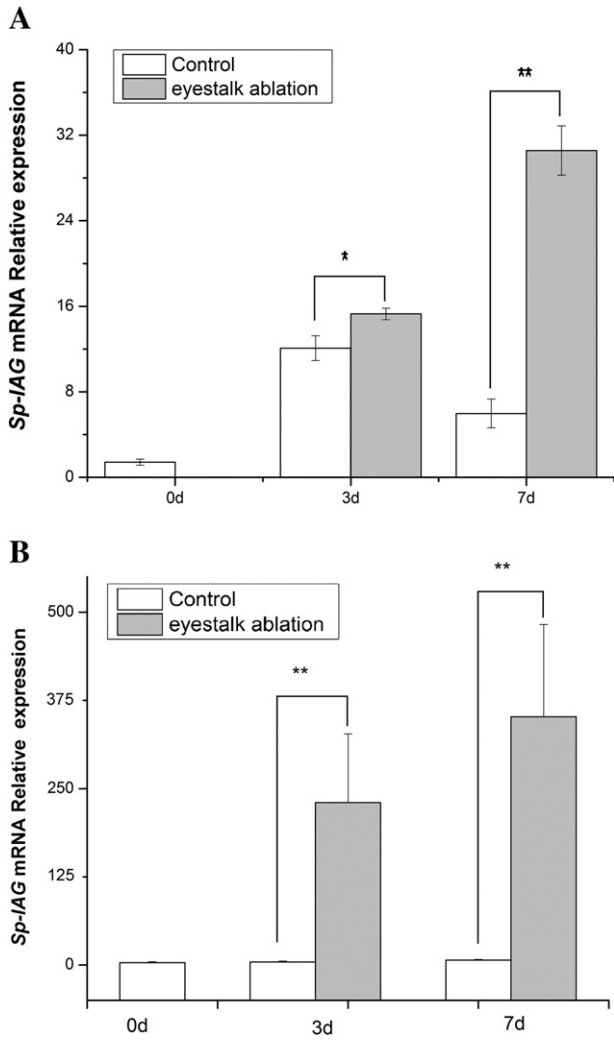 A
Sp-IAG mRNA Relative expression
40
32
24
16
8
0
Control
eyestalk ablation
*
**
0d
3d
7d
B
Sp-IAG mRNA Relative expression
500
375
250
125
0
Control
eyestalk ablation
**
**
0d
3d
7d